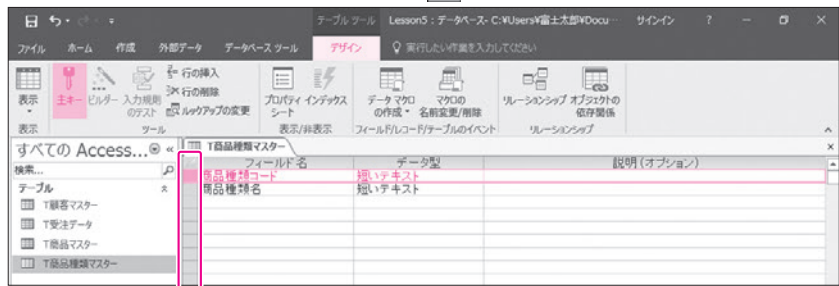 テーブル ツール Lesson5 : データベース- C:¥Users¥富士太郎¥Docu… サインイン ?
ファイル ホーム 作成 外部データ データベース ツール デザイン 実行したい作業を入力してください
表示
主キー ビルダー 入力規則のテスト
行の挿入
行の削除
ルックアップの変更
プロパティシート インデックス
データ マクロの作成 マクロの名前変更/削除
リレーションシップ オブジェクトの依存関係
表示 ツール 表示/非表示 フィールド/レコード/テーブルのイベント リレーションシップ
すべての Access... « T商品種類マスター ×
検索...
フィールド名 データ型 説明 (オプション)
商品種類コード 短いテキスト
テーブル
商品種類名 短いテキスト
T顧客マスター
T受注データ
T商品マスター
T商品種類マスター